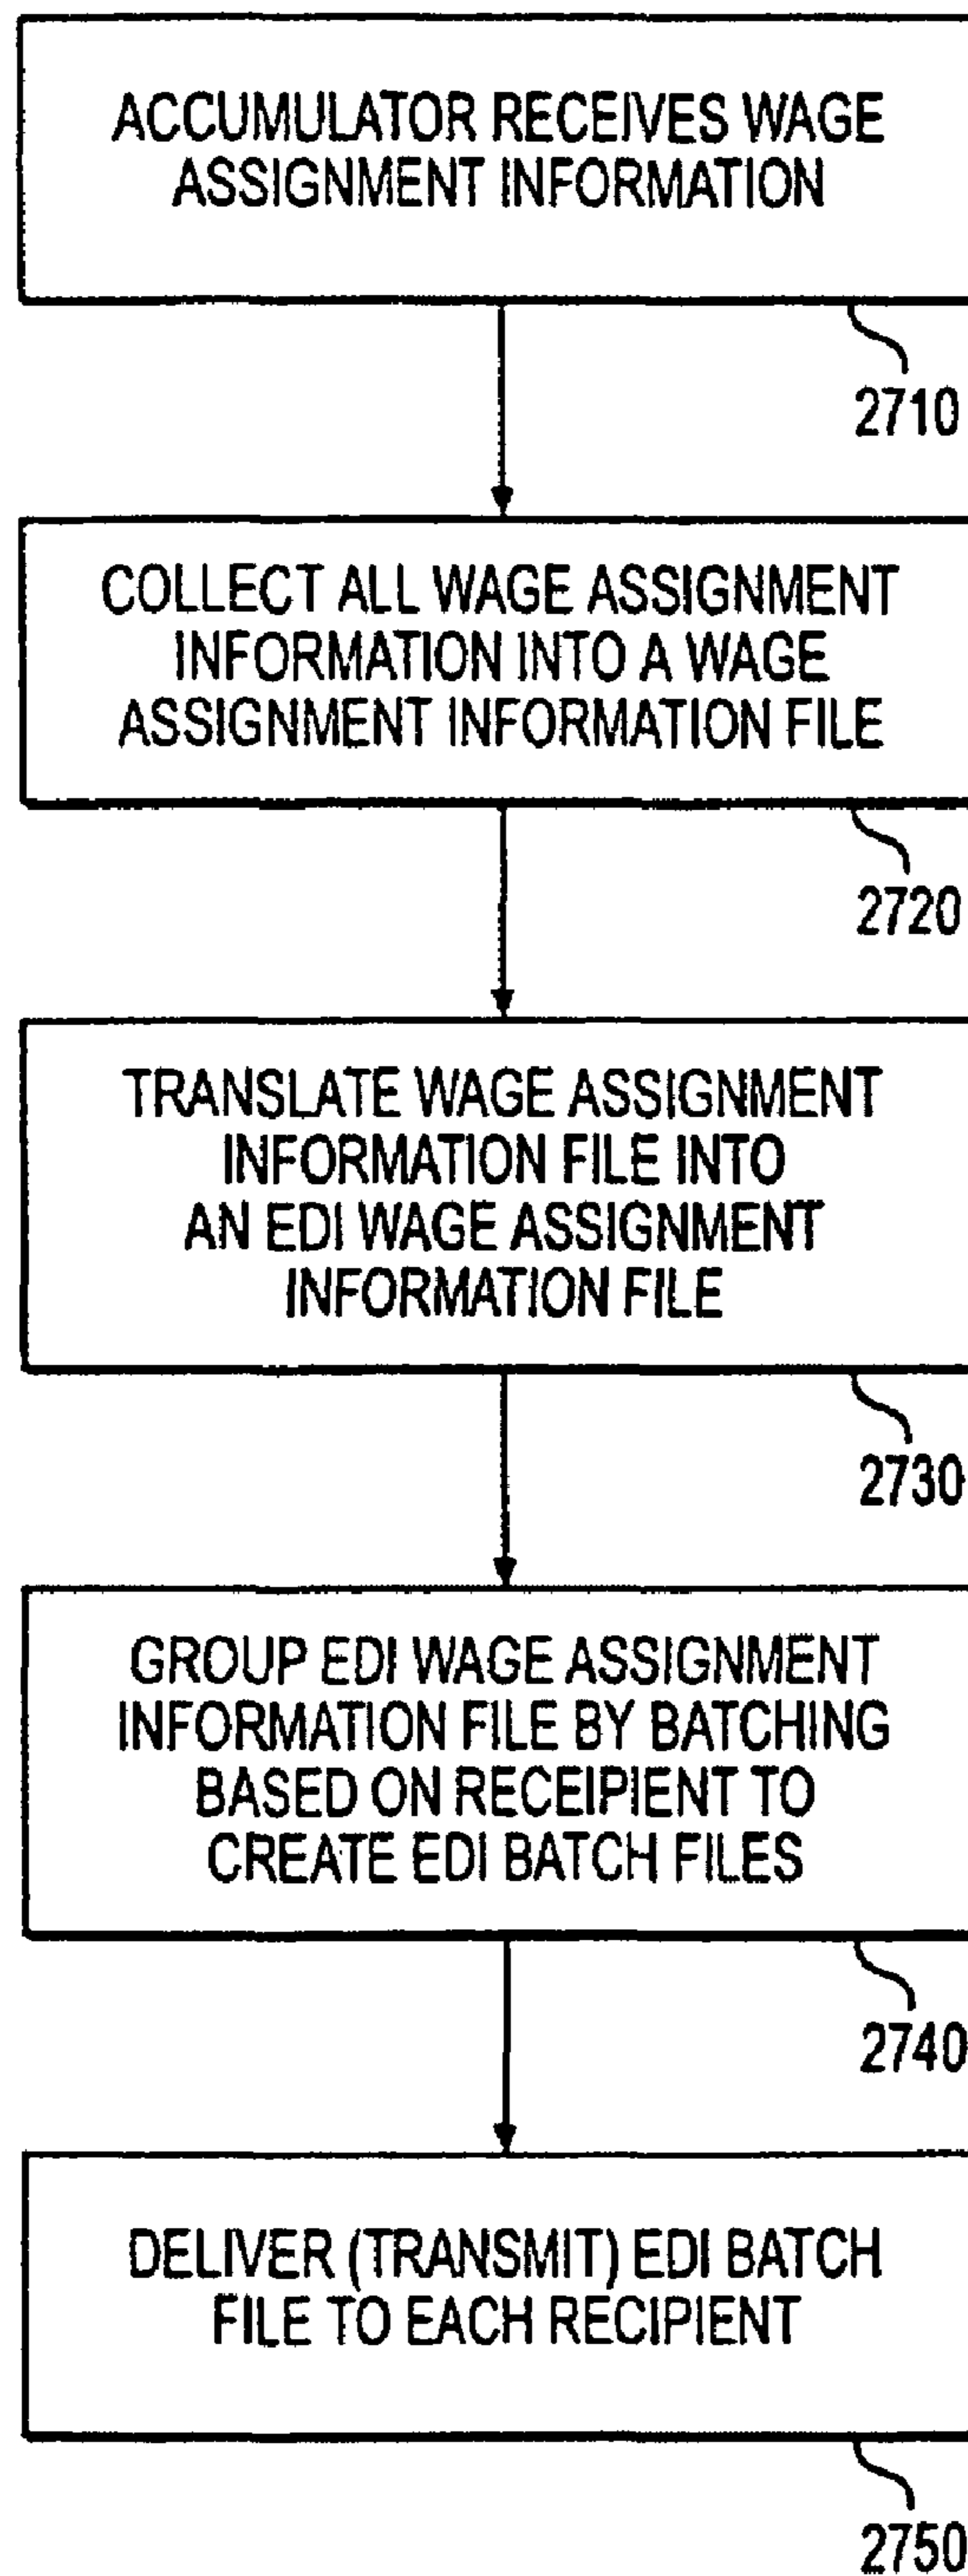 ACCUMULATOR RECEIVES WAGE
ASSIGNMENT INFORMATION
2710
COLLECT ALL WAGE ASSIGNMENT
INFORMATION INTO A WAGE
ASSIGNMENT INFORMATION FILE
2720
TRANSLATE WAGE ASSIGNMENT
INFORMATION FILE INTO
AN EDI WAGE ASSIGNMENT
INFORMATION FILE
2730
GROUP EDI WAGE ASSIGNMENT
INFORMATION FILE BY BATCHING
BASED ON RECEIPIENT TO
CREATE EDI BATCH FILES
2740
DELIVER (TRANSMIT) EDI BATCH
FILE TO EACH RECIPIENT
2750